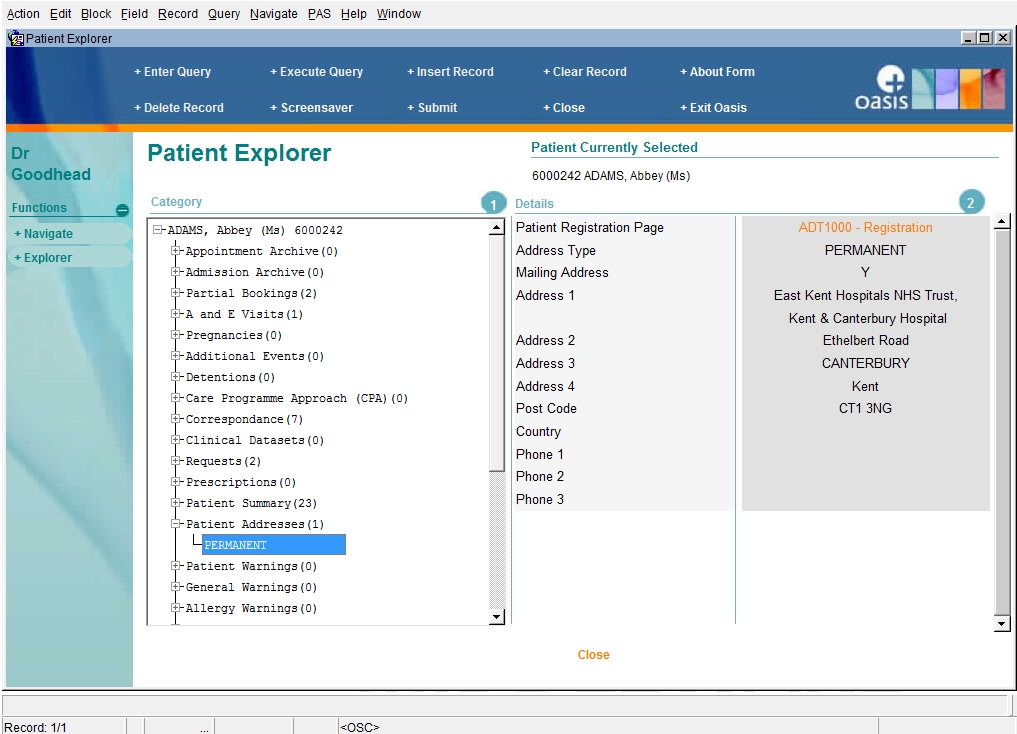 Action Edit Block Field Record Query Navigate PAS Help Window
Patient Explorer
+ Enter Query + Execute Query + Insert Record + Clear Record + About Form
+ Delete Record + Screensaver + Submit + Close + Exit Oasis
oasis
Dr
Goodhead
Functions
+ Navigate
+ Explorer
Patient Explorer
Patient Currently Selected
6000242 ADAMS, Abbey (Ms)
Category 1
ADAMS, Abbey (Ms) 6000242
Appointment Archive(0)
Admission Archive(0)
Partial Bookings(2)
A and E Visits(1)
Pregnancies(0)
Additional Events(0)
Detentions(0)
Care Programme Approach (CPA)(0)
Correspondance(7)
Clinical Datasets(0)
Requests(2)
Prescriptions(0)
Patient Summary(23)
Patient Addresses(1)
PERMANENT
Patient Warnings(0)
General Warnings(0)
Allergy Warnings(0)
Details 2
Patient Registration Page ADT1000 - Registration
Address Type PERMANENT
Mailing Address Y
Address 1 East Kent Hospitals NHS Trust,
Kent & Canterbury Hospital
Address 2 Ethelbert Road
Address 3 CANTERBURY
Address 4 Kent
Post Code CT1 3NG
Country
Phone 1
Phone 2
Phone 3
Close
Record: 1/1 ... <OSC>